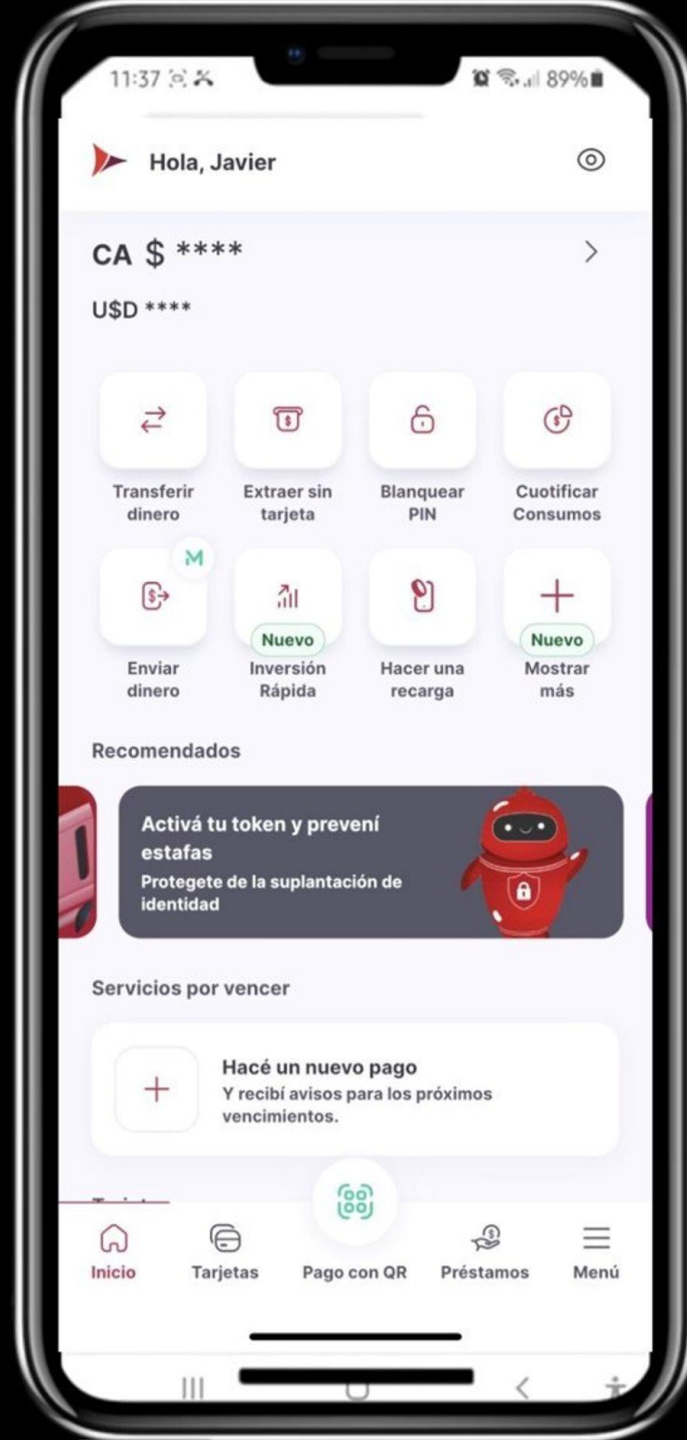 11:37
89%
Hola, Javier
CA $ ****
U$D ****
Transferir
dinero
Extraer sin
tarjeta
Blanquear
PIN
Cuotificar
Consumos
M
Enviar
dinero
Nuevo
Inversión
Rápida
Hacer una
recarga
Nuevo
Mostrar
más
Recomendados
Activá tu token y prevení
estafas
Protegete de la suplantación de
identidad
Servicios por vencer
Hacé un nuevo pago
Y recibí avisos para los próximos
vencimientos.
Inicio
Tarjetas
Pago con QR
Préstamos
Menú